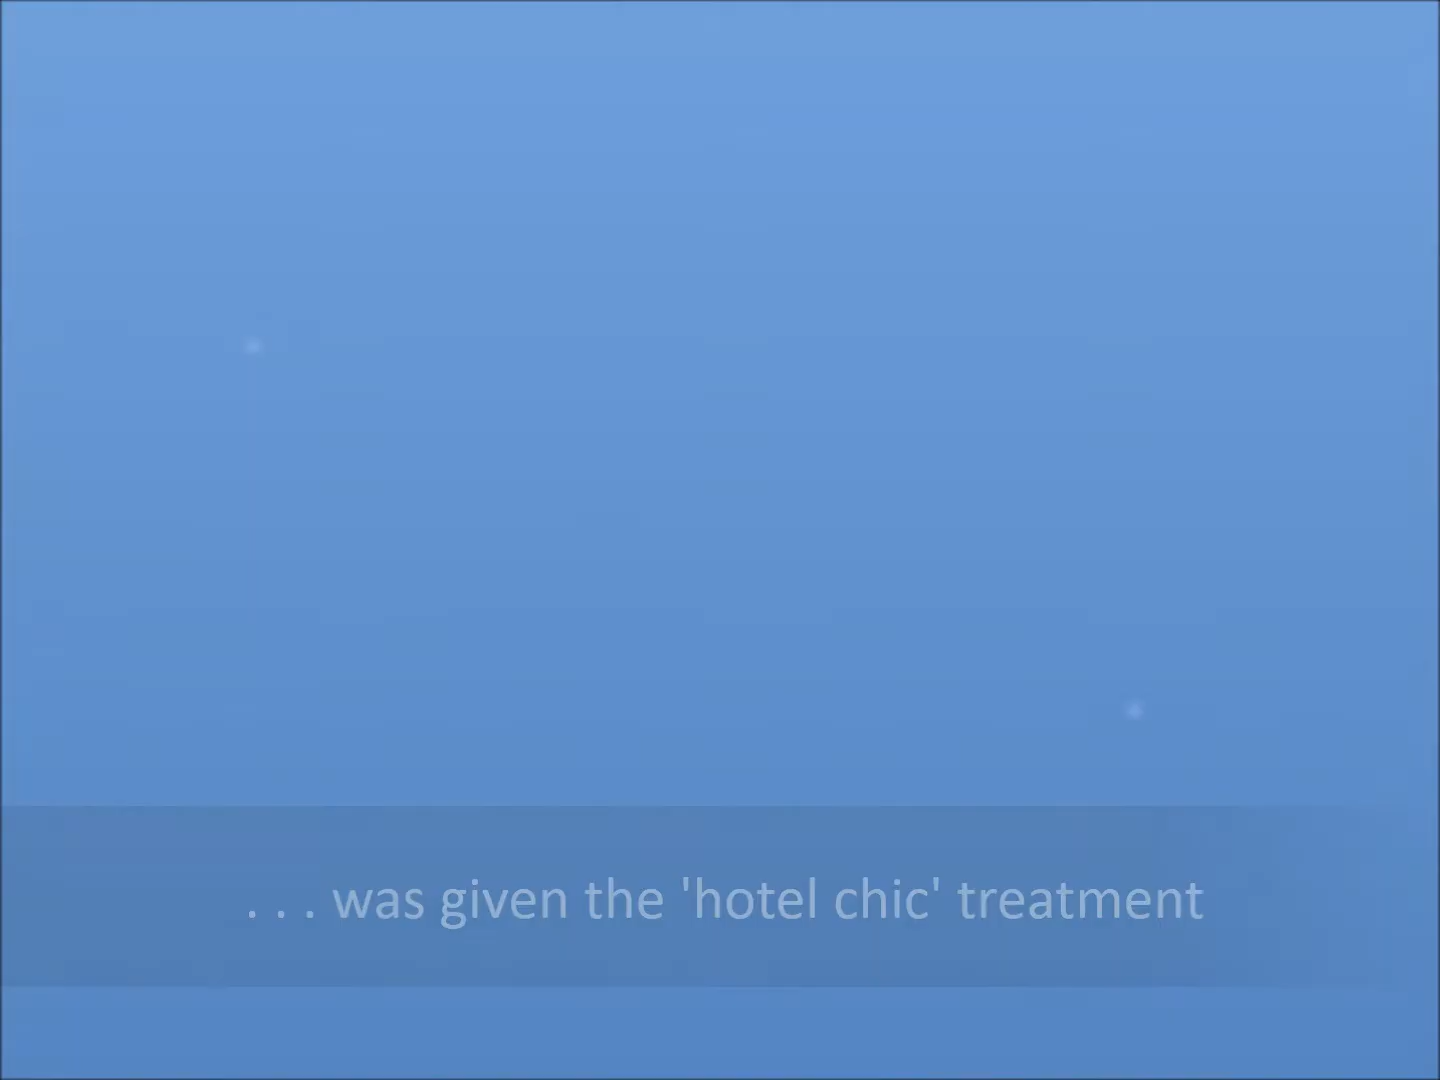 . . . was given the 'hotel chic' treatment